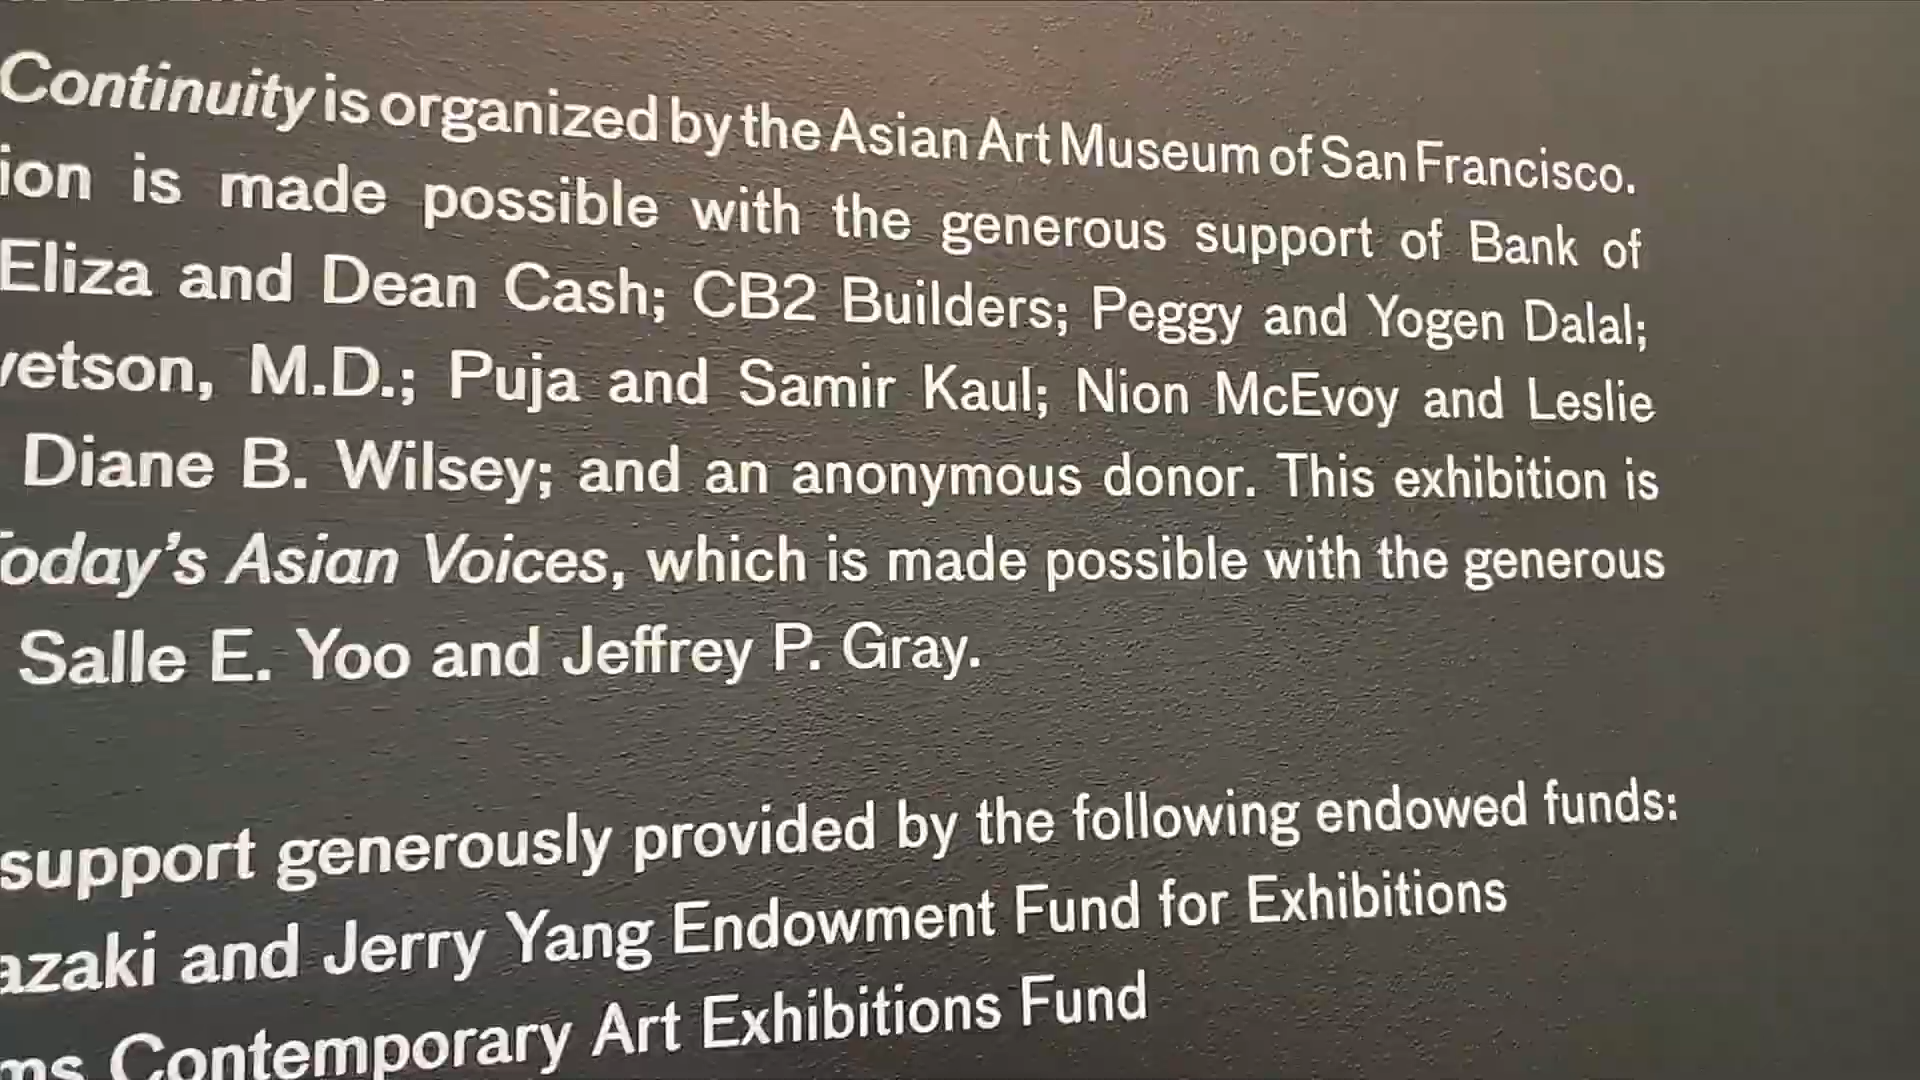 Continuity is organized by the Asian Art Museum of San Francisco.
is made possible with the generous support of Bank of
Eliza and Dean Cash; CB2 Builders; Peggy and Yogen Dalal;
M.D.; Puja and Samir Kaul; Nion McEvoy and Leslie
Diane B. Wilsey; and an anonymous donor. This exhibition is
Today’s Asian Voices, which is made possible with the generous
Salle E. Yoo and Jeffrey P. Gray.
support generously provided by the following endowed funds:
and Jerry Yang Endowment Fund for Exhibitions
Contemporary Art Exhibitions Fund